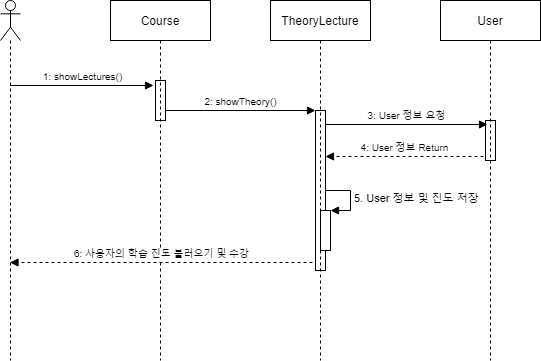 Course
TheoryLecture
User
1: showLectures()
2: showTheory()
3: User 정보 요청
4: User 정보 Return
5. User 정보 및 진도 저장
6: 사용자의 학습 진도 불러오기 및 수강